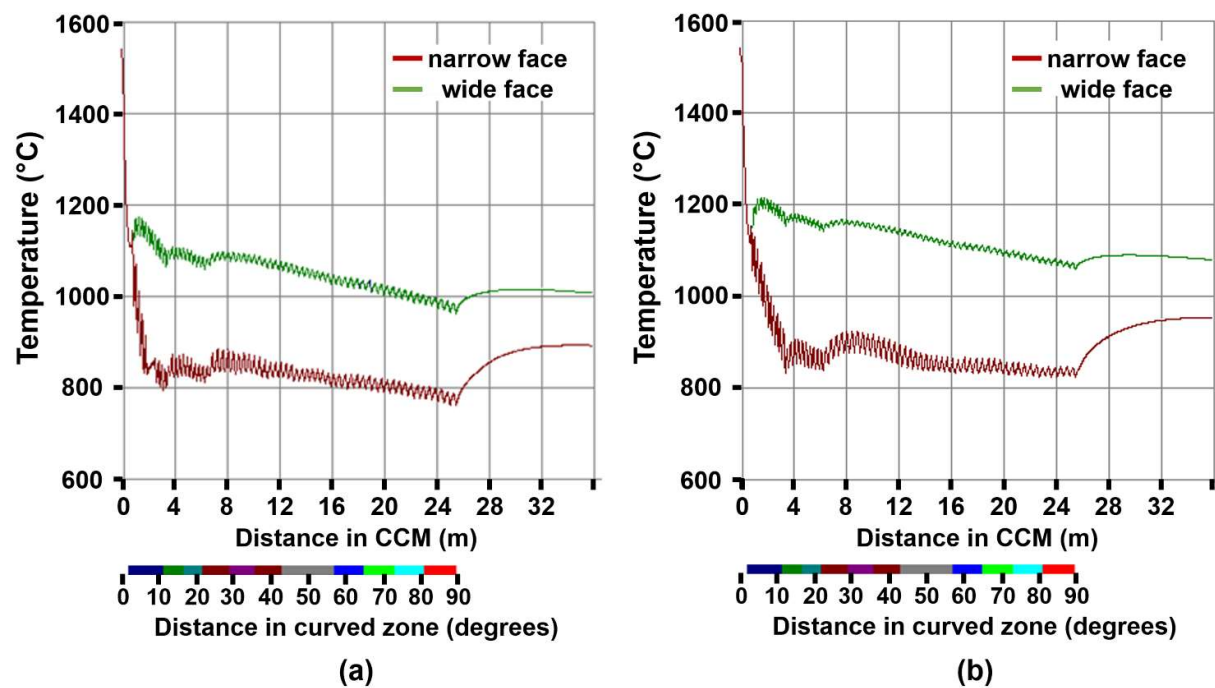 1600
1400
1200
1000
800
600
Temperature (°C)
narrow face
wide face
0 4 8 12 16 20 24 28 32
Distance in CCM (m)
0 10 20 30 40 50 60 70 80 90
Distance in curved zone (degrees)
(a)
1600
1400
1200
1000
800
600
Temperature (°C)
narrow face
wide face
0 4 8 12 16 20 24 28 32
Distance in CCM (m)
0 10 20 30 40 50 60 70 80 90
Distance in curved zone (degrees)
(b)